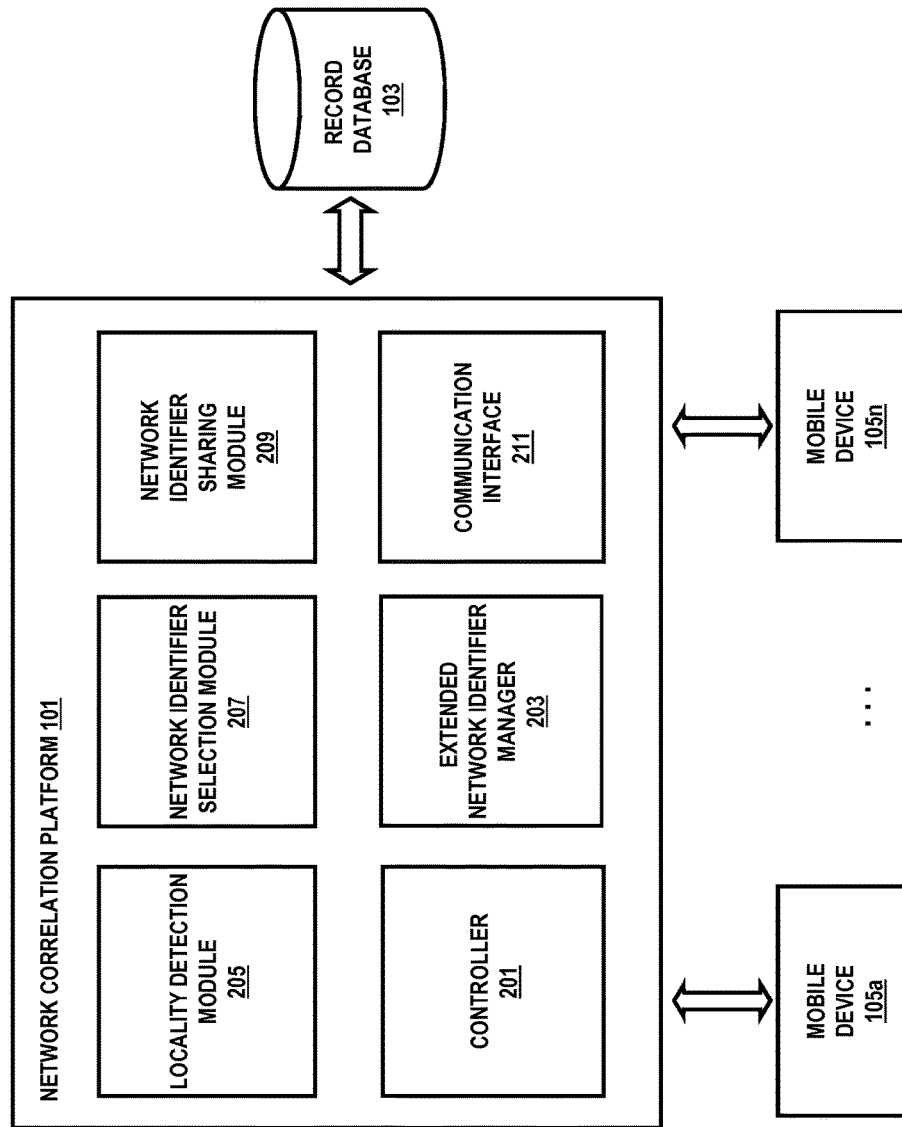 NETWORK CORRELATION PLATFORM 101
LOCALITY DETECTION
MODULE
205
NETWORK IDENTIFIER
SELECTION MODULE
207
NETWORK
IDENTIFIER
SHARING
MODULE
209
CONTROLLER
201
EXTENDED
NETWORK IDENTIFIER
MANAGER
203
COMMUNICATION
INTERFACE
211
RECORD
DATABASE
103
MOBILE
DEVICE
105a
...
MOBILE
DEVICE
105n